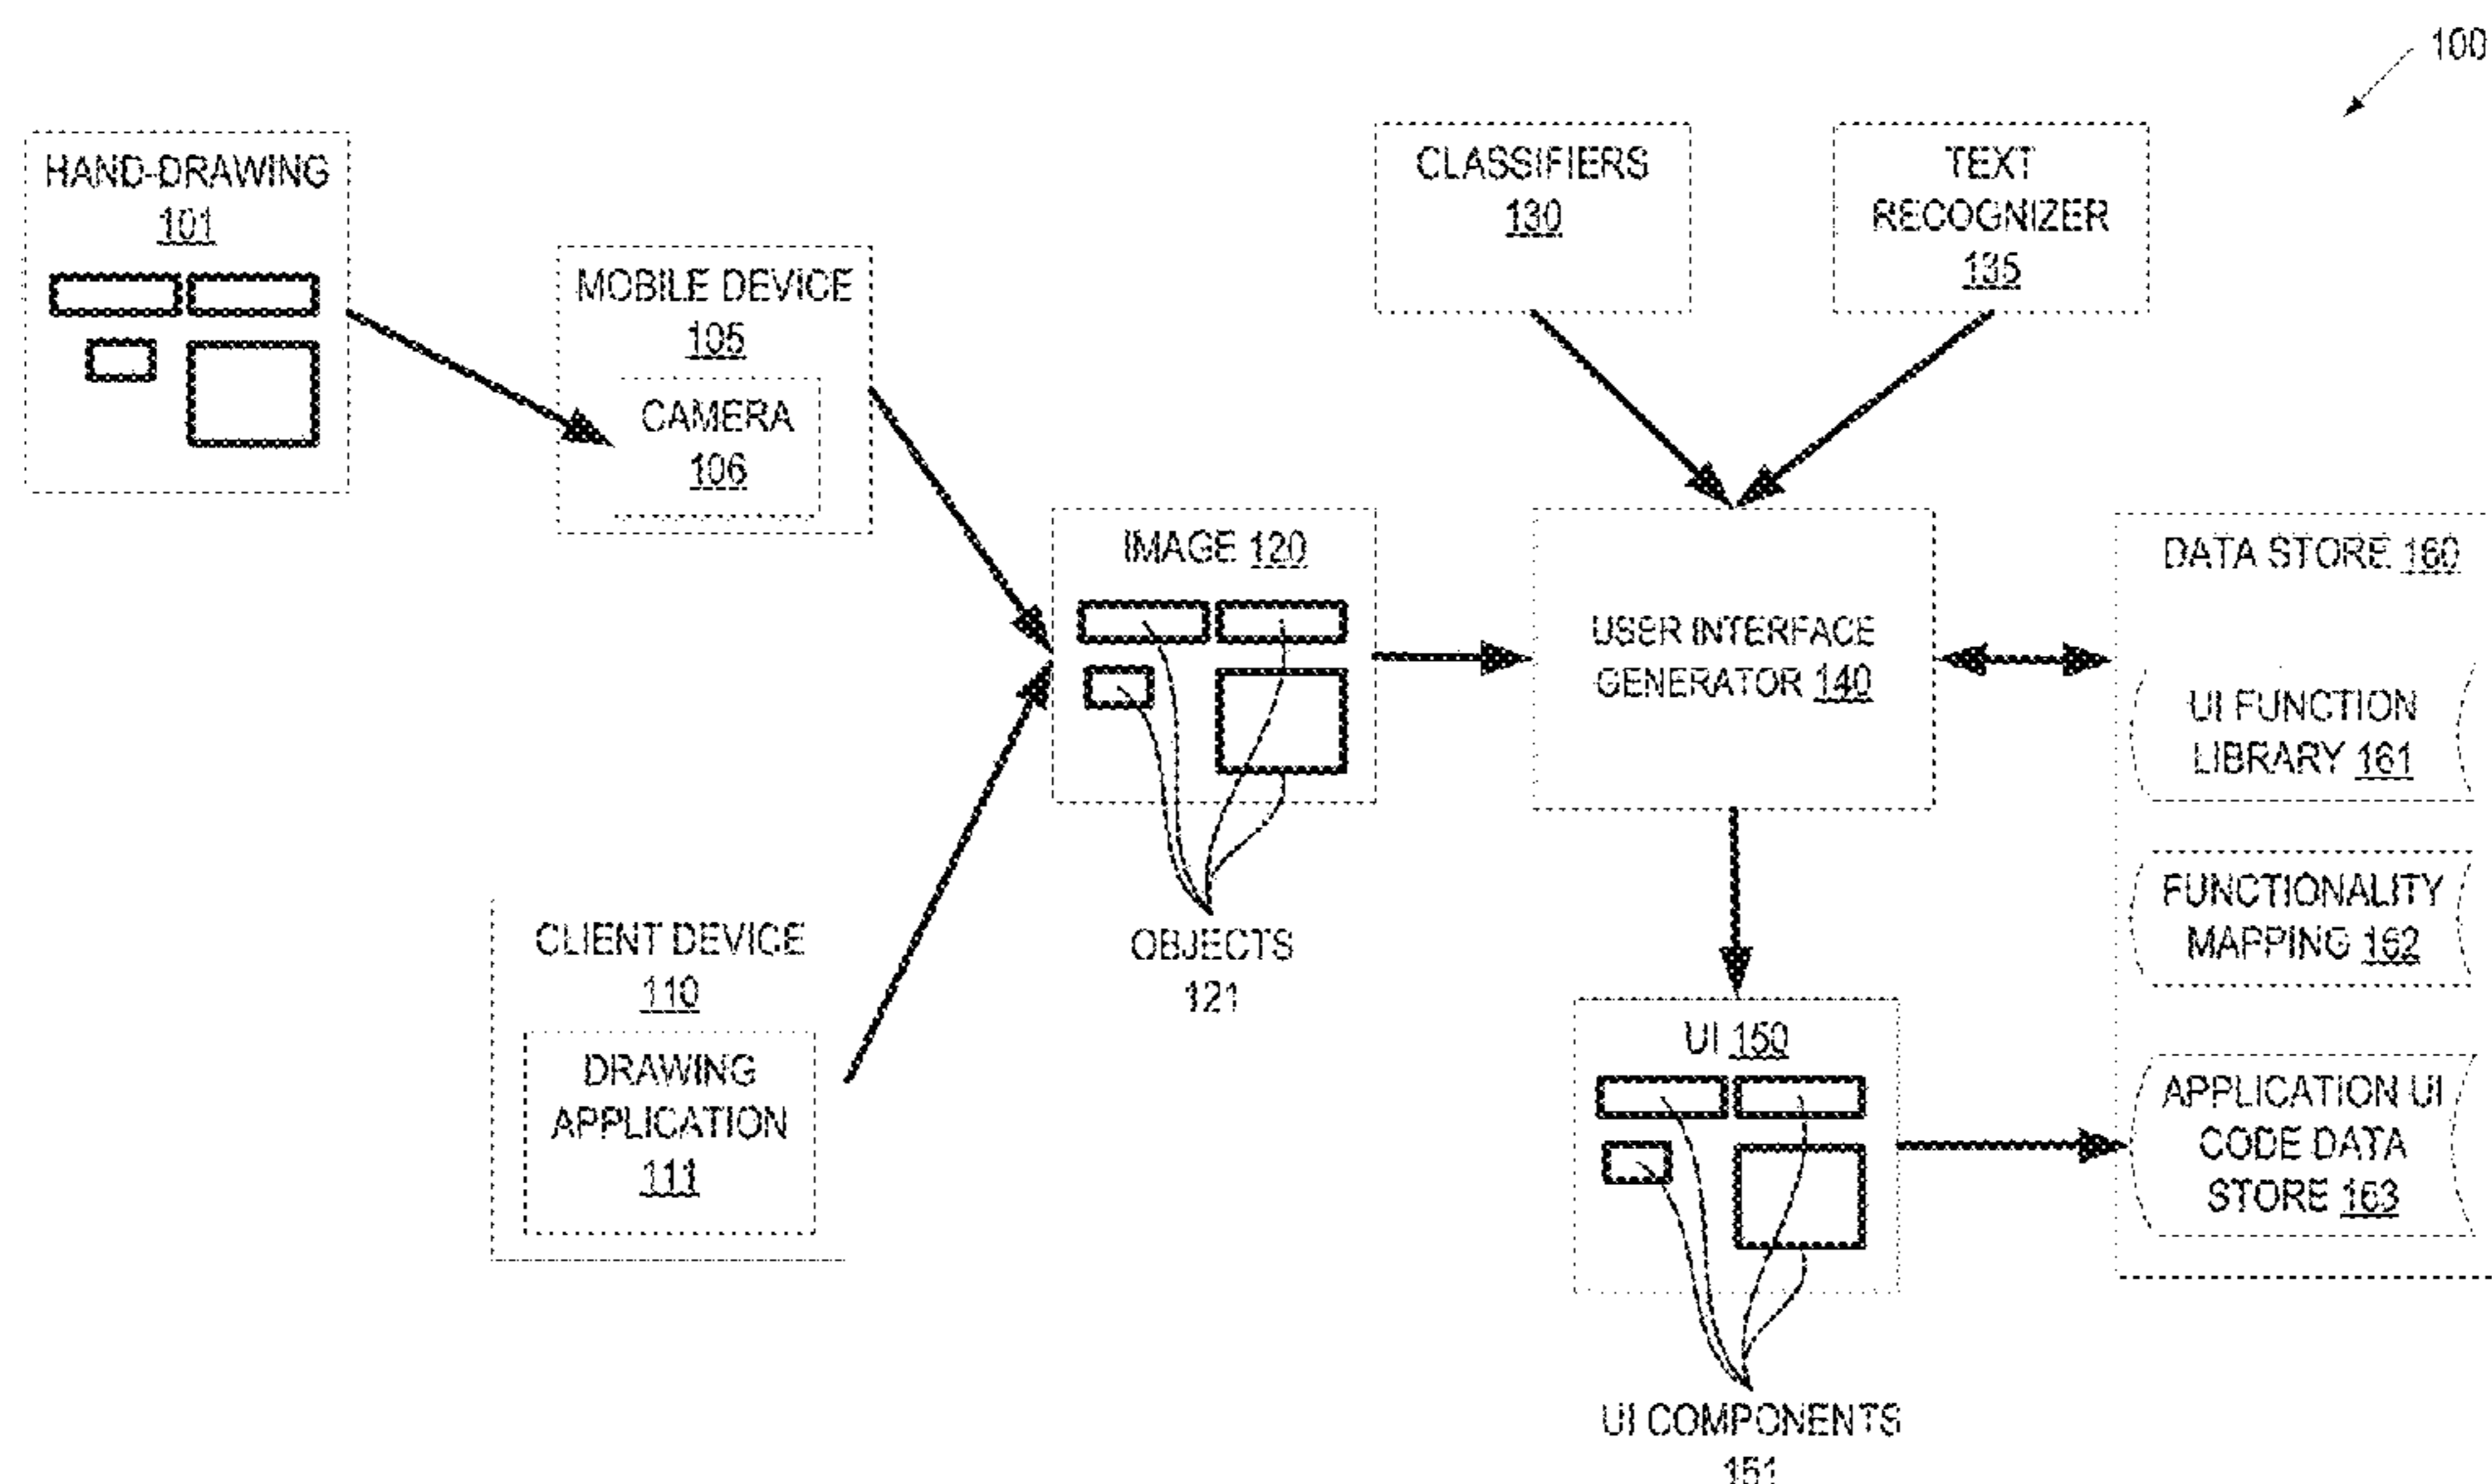 100
HAND-DRAWING
101
MOBILE DEVICE
105
CAMERA
106
CLASSIFIERS
130
TEXT
RECOGNIZER
135
IMAGE 120
OBJECTS
121
CLIENT DEVICE
110
DRAWING
APPLICATION
111
USER INTERFACE
GENERATOR 140
DATA STORE 160
UI FUNCTION
LIBRARY 161
FUNCTIONALITY
MAPPING 162
APPLICATION UI
CODE DATA
STORE 163
UI 150
UI COMPONENTS
151